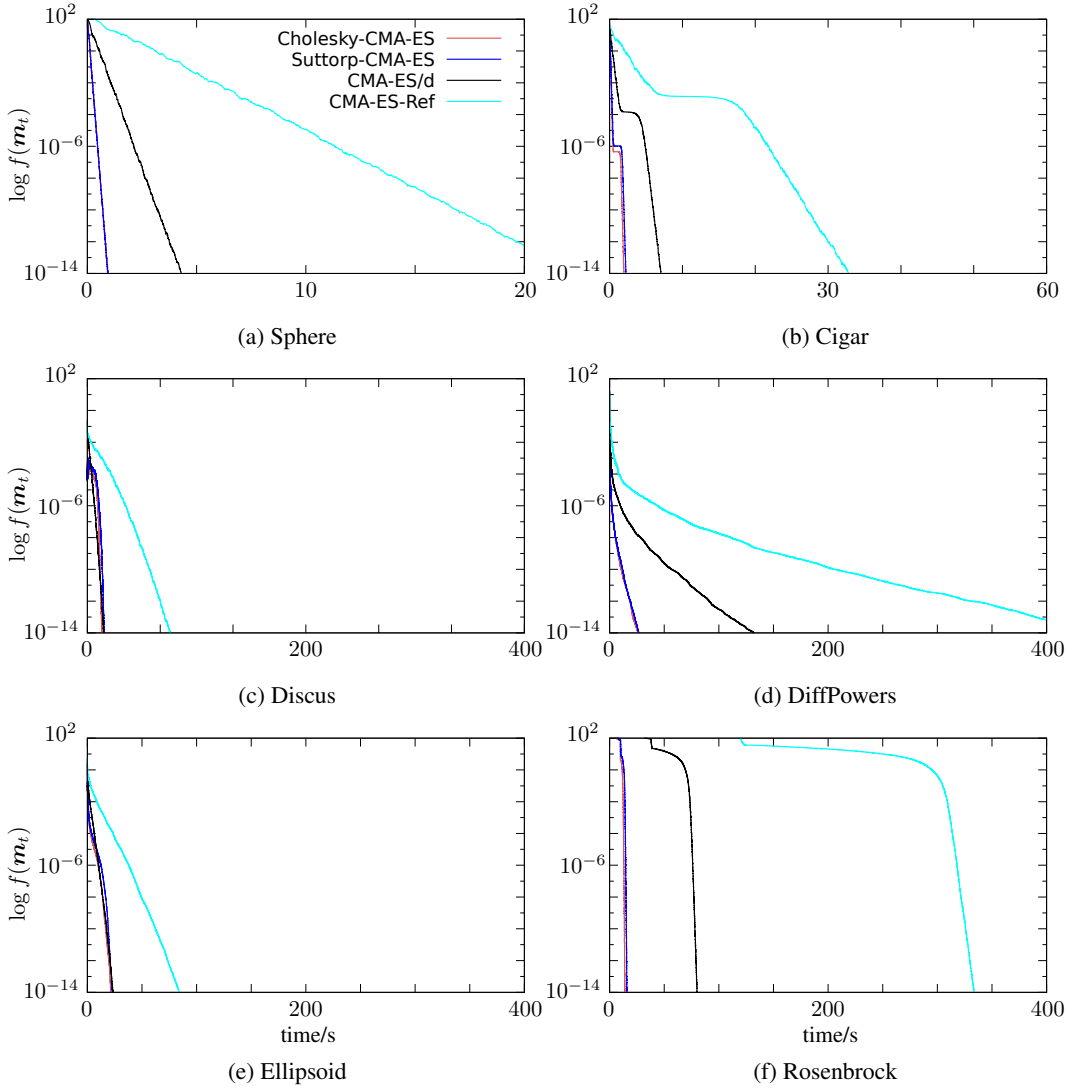 10^2
10^{-6}
10^{-14}
log f(m_t)
Cholesky-CMA-ES
Suttorp-CMA-ES
CMA-ES/d
CMA-ES-Ref
0 10 20
(a) Sphere
10^2
10^{-6}
10^{-14}
0 30 60
(b) Cigar
10^2
10^{-6}
10^{-14}
log f(m_t)
0 200 400
(c) Discus
10^2
10^{-6}
10^{-14}
0 200 400
(d) DiffPowers
10^2
10^{-6}
10^{-14}
log f(m_t)
0 200 400
time/s
(e) Ellipsoid
10^2
10^{-6}
10^{-14}
0 200 400
time/s
(f) Rosenbrock